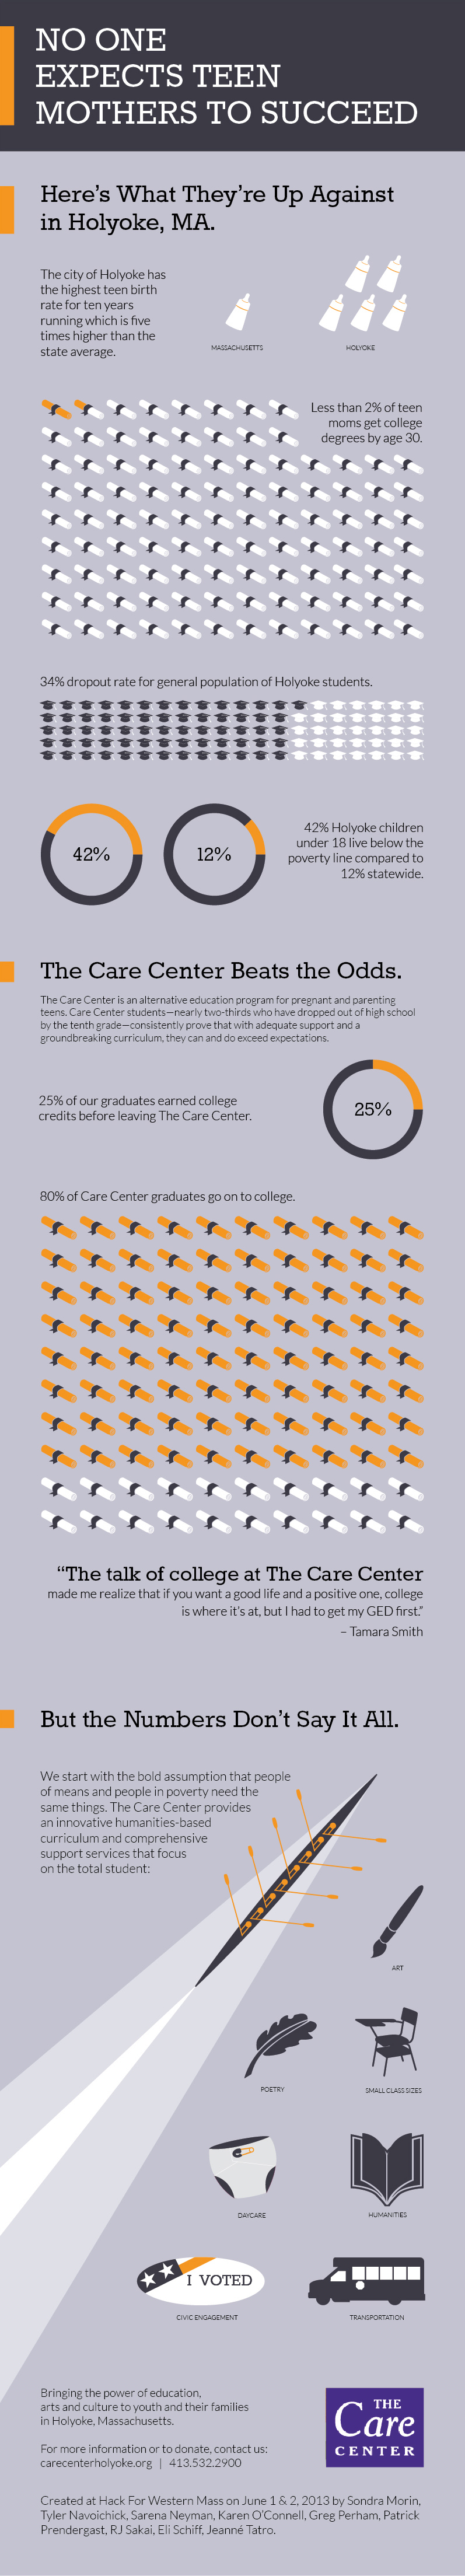 NO ONE
EXPECTS TEEN
MOTHERS TO SUCCEED
Here's What They're Up Against
in Holyoke, MA.
The city of Holyoke has
the highest teen birth
rate for ten years
running which is five
times higher than the
state average.
MASSACHUSETTS
HOLYOKE
Less than 2% of teen
moms get college
degrees by age 30.
34% dropout rate for general population of Holyoke students.
42%
12%
42% Holyoke children
under 18 live below the
poverty line compared to
12% statewide.
The Care Center Beats the Odds.
The Care Center is an alternative education program for pregnant and parenting
teens. Care Center students—nearly two-thirds who have dropped out of high school
by the tenth grade—consistently prove that with adequate support and a
groundbreaking curriculum, they can and do exceed expectations.
25% of our graduates earned college
credits before leaving The Care Center.
25%
80% of Care Center graduates go on to college.
“The talk of college at The Care Center
made me realize that if you want a good life and a positive one, college
is where it's at, but I had to get my GED first.”
– Tamara Smith
But the Numbers Don't Say It All.
We start with the bold assumption that people
of means and people in poverty need the
same things. The Care Center provides
an innovative humanities-based
curriculum and comprehensive
support services that focus
on the total student:
ART
POETRY
SMALL CLASS SIZES
DAYCARE
HUMANITIES
I VOTED
CIVIC ENGAGEMENT
TRANSPORTATION
Bringing the power of education,
arts and culture to youth and their families
in Holyoke, Massachusetts.
For more information or to donate, contact us:
carecenterholyoke.org | 413.532.2900
THE
Care
CENTER
Created at Hack For Western Mass on June 1 & 2, 2013 by Sondra Morin,
Tyler Navoichick, Sarena Neyman, Karen O'Connell, Greg Perham, Patrick
Prendergast, RJ Sakai, Eli Schiff, Jeanné Tatro.